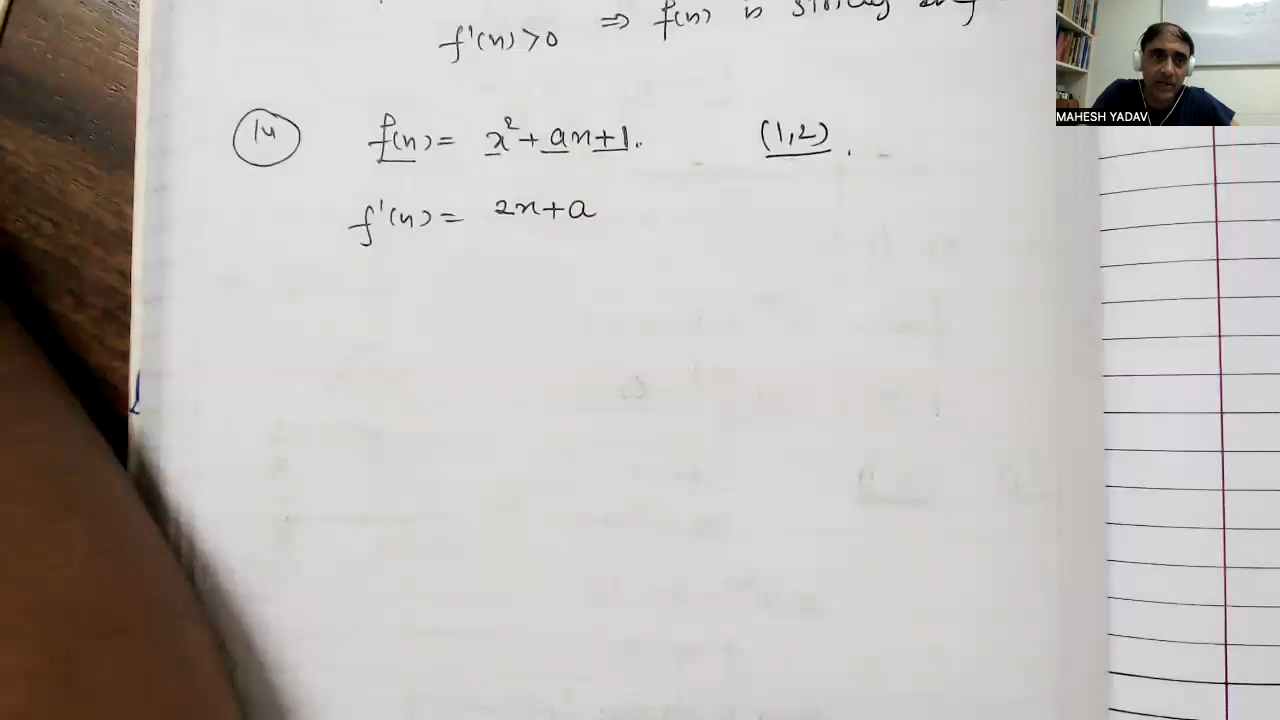 f'(x) > 0 ⇒ f(x) is
MAHESH YADAV
14 f(x) = x² + ax + 1. (1,2).
f'(x) = 2x + a